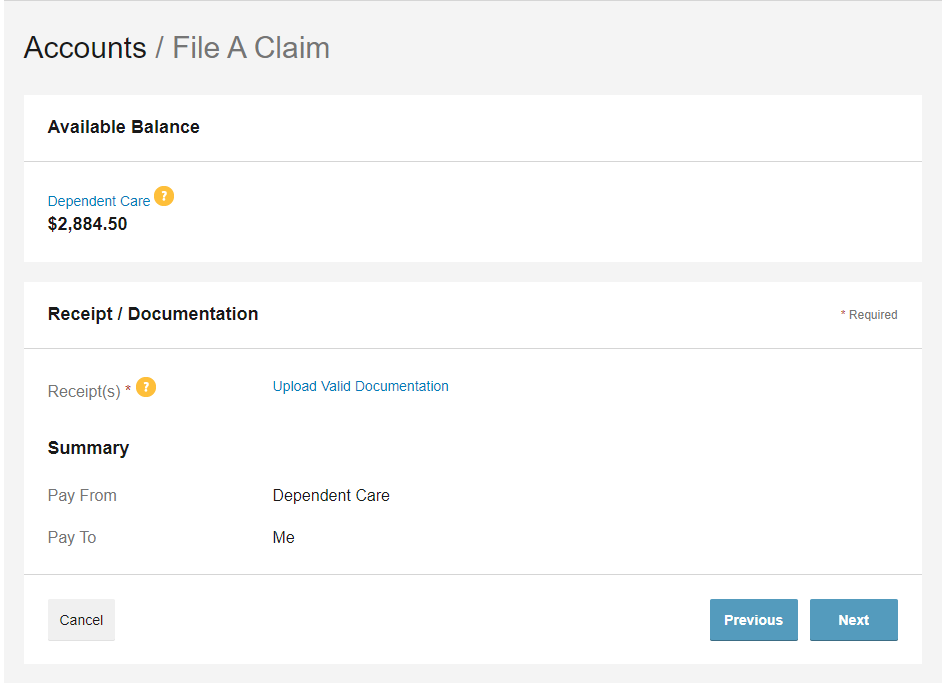 Accounts / File A Claim
Available Balance
Dependent Care ?
$2,884.50
Receipt / Documentation * Required
Receipt(s) * ? Upload Valid Documentation
Summary
Pay From Dependent Care
Pay To Me
Cancel Previous Next